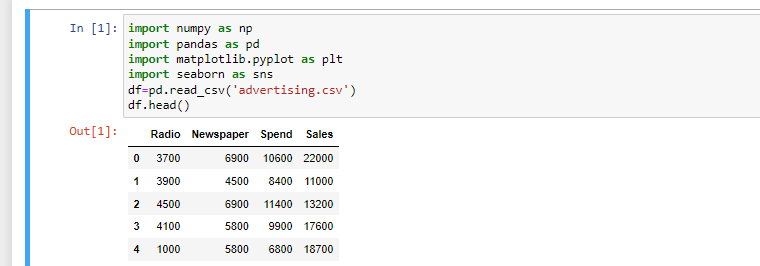 In [1]: import numpy as np
import pandas as pd
import matplotlib.pyplot as plt
import seaborn as sns
df=pd.read_csv('advertising.csv')
df.head()
Out[1]: Radio Newspaper Spend Sales
0 3700 6900 10600 22000
1 3900 4500 8400 11000
2 4500 6900 11400 13200
3 4100 5800 9900 17600
4 1000 5800 6800 18700